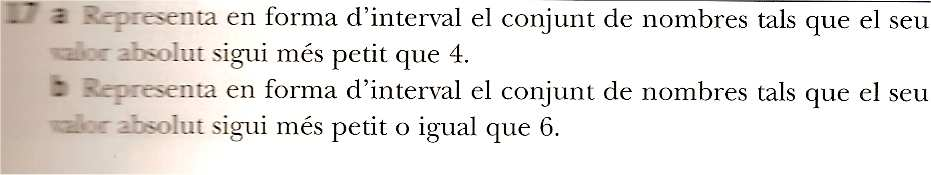 17 a Representa en forma d'interval el conjunt de nombres tals que el seu
valor absolut sigui més petit que 4.
b Representa en forma d'interval el conjunt de nombres tals que el seu
valor absolut sigui més petit o igual que 6.